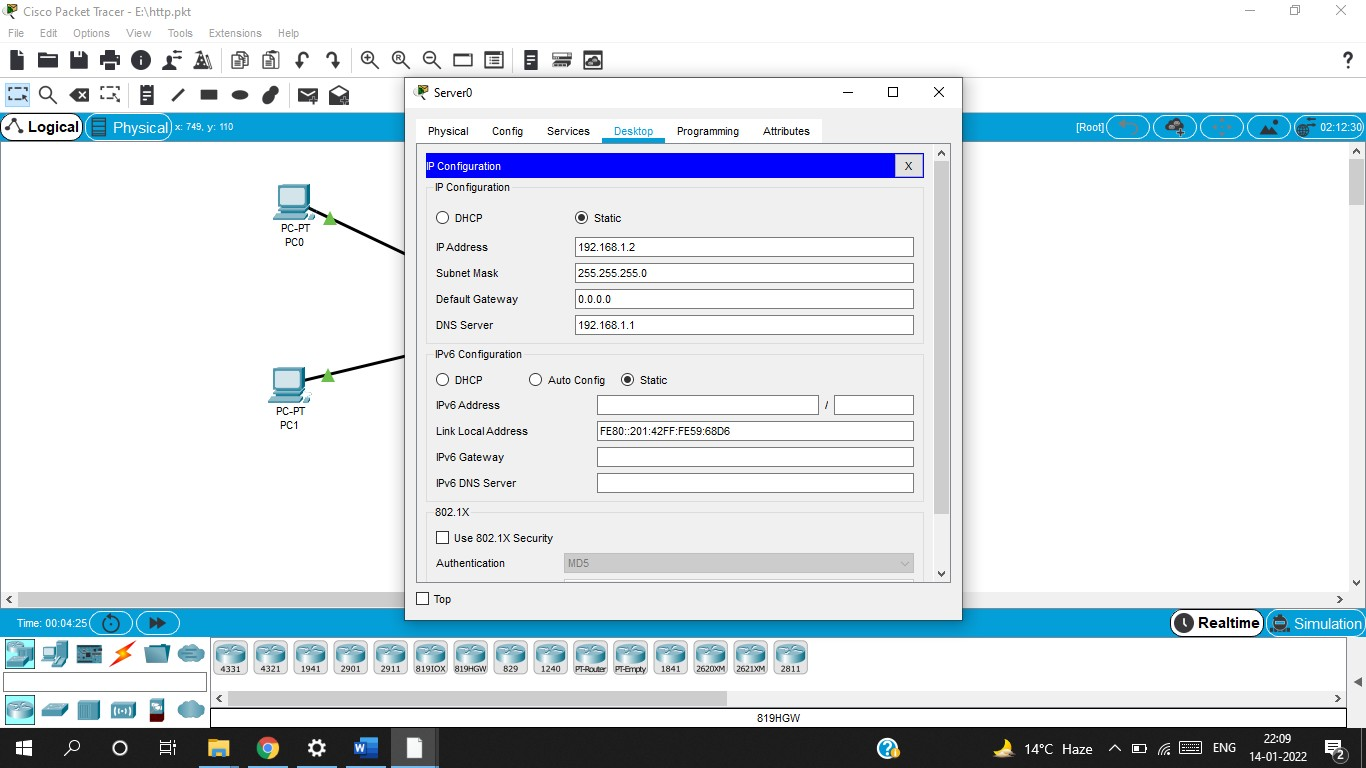 Cisco Packet Tracer - E:\http.pkt
File Edit Options View Tools Extensions Help
?
Server0
Logical Physical x: 749, y: 110
[Root] 02:12:30
Physical Config Services Desktop Programming Attributes
IP Configuration X
IP Configuration
DHCP Static
IP Address 192.168.1.2
Subnet Mask 255.255.255.0
Default Gateway 0.0.0.0
DNS Server 192.168.1.1
IPv6 Configuration
DHCP Auto Config Static
IPv6 Address /
Link Local Address FE80::201:42FF:FE59:68D6
IPv6 Gateway
IPv6 DNS Server
802.1X
Use 802.1X Security
Authentication MD5
Top
PC-PT
PC0
PC-PT
PC1
Time: 00:04:25
Realtime Simulation
4331 4321 1941 2901 2911 819IOX 819HGW 829 1240 PT-Router PT-Empty 1841 2620XM 2621XM 2811
819HGW
14°C Haze ENG 22:09
14-01-2022
2